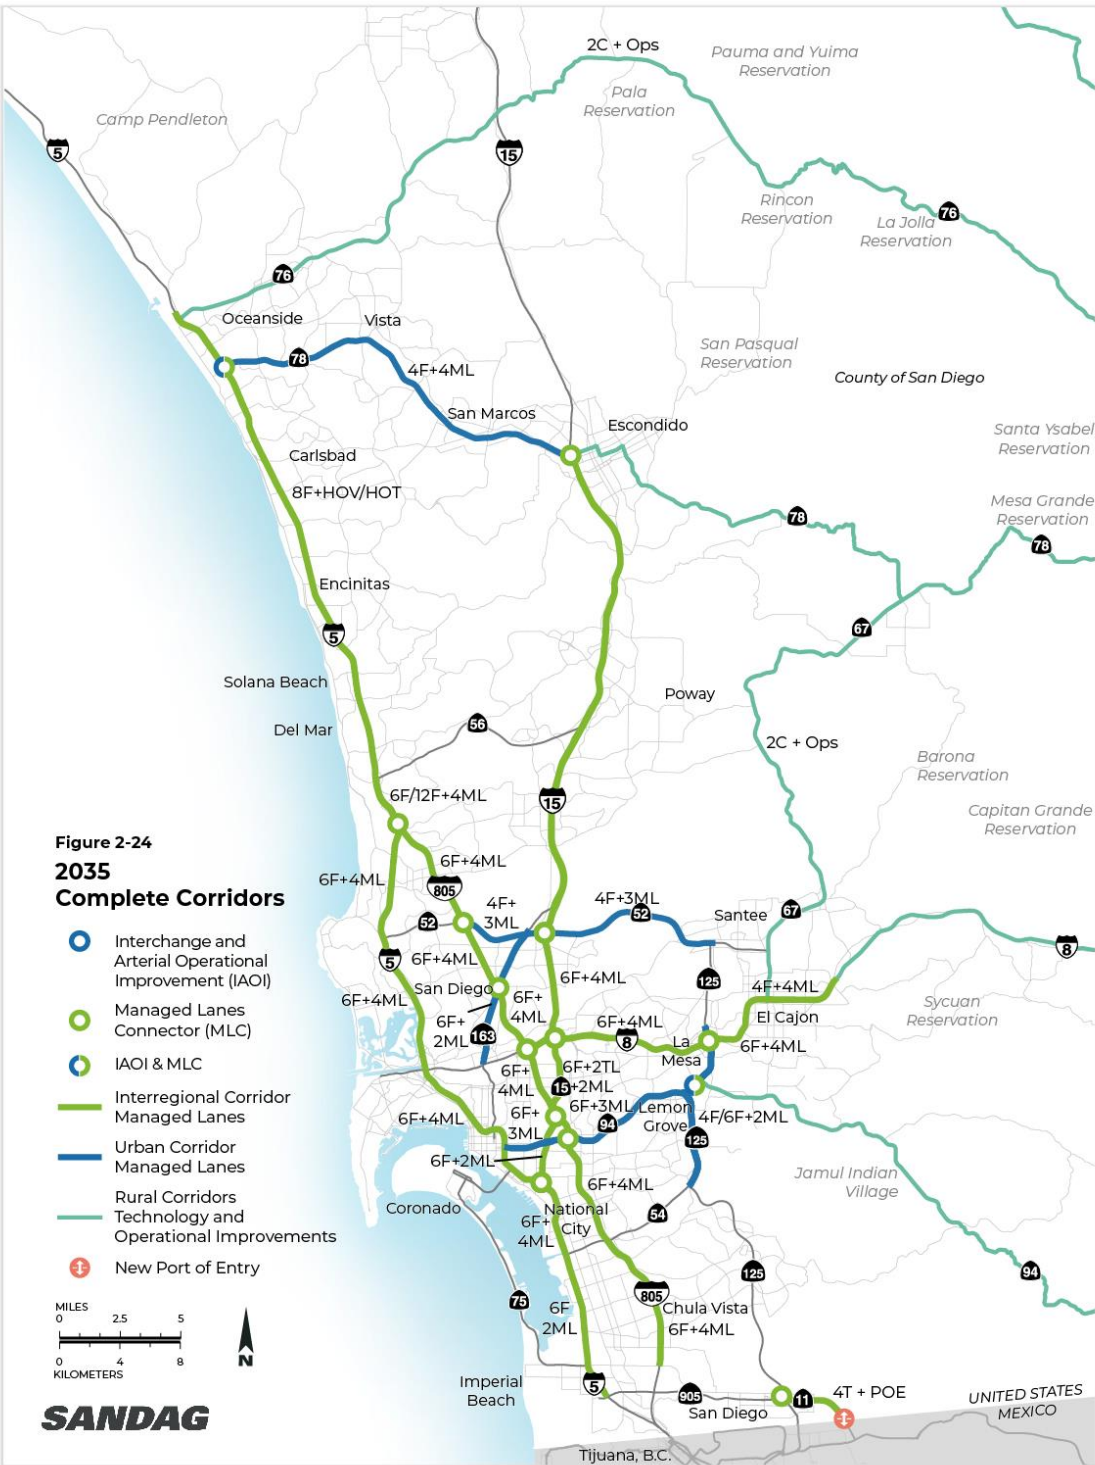 2C + Ops
Pauma and Yuima
Reservation
Pala
Reservation
Camp Pendleton
5
15
Rincon
Reservation
76
La Jolla
Reservation
76
Oceanside
Vista
78
4F+4ML
San Pasqual
Reservation
County of San Diego
San Marcos
Escondido
Santa Ysabel
Reservation
Carlsbad
8F+HOV/HOT
Mesa Grande
Reservation
78
78
Encinitas
5
67
Solana Beach
Poway
Del Mar
56
2C + Ops
Barona
Reservation
6F/12F+4ML
15
Capitan Grande
Reservation
6F+4ML
6F+4ML
805
4F+
3ML
4F+3ML
52
52
Santee
67
8
5
6F+4ML
6F+4ML
125
San Diego
6F+4ML
6F+
4ML
4F+4ML
Sycuan
Reservation
El Cajon
6F+
2ML
163
6F+4ML
8
La
Mesa
6F+4ML
6F+
4ML
6F+2TL
+2ML
15
6F+3ML
6F+4ML
6F+
3ML
94
Lemon
Grove
4F/6F+2ML
125
6F+2ML
6F+4ML
Jamul Indian
Village
Coronado
National
City
54
6F+
4ML
94
125
75
805
Chula Vista
6F+4ML
6F
2ML
Imperial
Beach
5
905
San Diego
11
4T + POE
UNITED STATES
MEXICO
Tijuana, B.C.
Figure 2-24
2035
Complete Corridors
Interchange and
Arterial Operational
Improvement (IAOI)
Managed Lanes
Connector (MLC)
IAOI & MLC
Interregional Corridor
Managed Lanes
Urban Corridor
Managed Lanes
Rural Corridors
Technology and
Operational Improvements
New Port of Entry
MILES
0 2.5 5
0 4 8
KILOMETERS
N
SANDAG